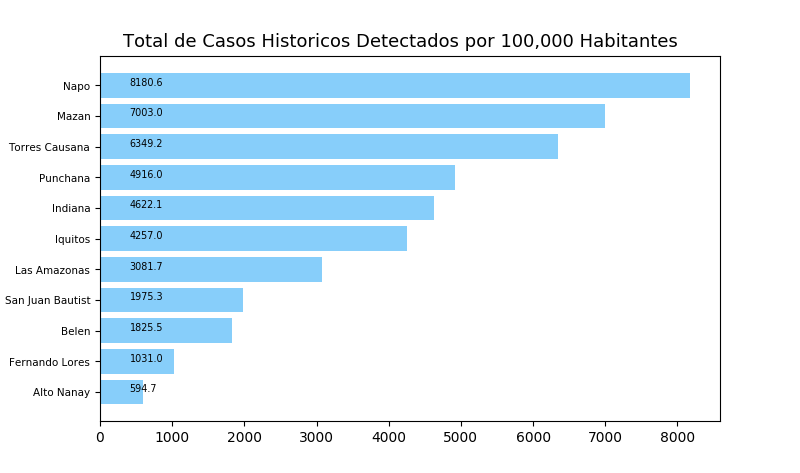 Total de Casos Historicos Detectados por 100,000 Habitantes
Napo 8180.6
Mazan 7003.0
Torres Causana 6349.2
Punchana 4916.0
Indiana 4622.1
Iquitos 4257.0
Las Amazonas 3081.7
San Juan Bautist 1975.3
Belen 1825.5
Fernando Lores 1031.0
Alto Nanay 594.7
0 1000 2000 3000 4000 5000 6000 7000 8000